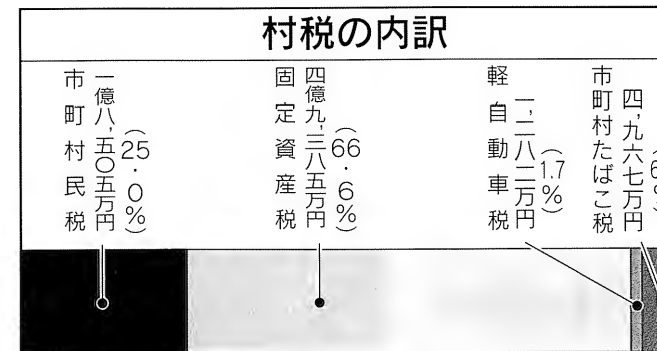 村税の内訳
市町村民税
一億八,五〇五万円
(25・0%)
固定資産税
四億九,三八五万円
(66・6%)
軽自動車税
一,二八二万円
(1.7%)
市町村たばこ税
四,九六七万円